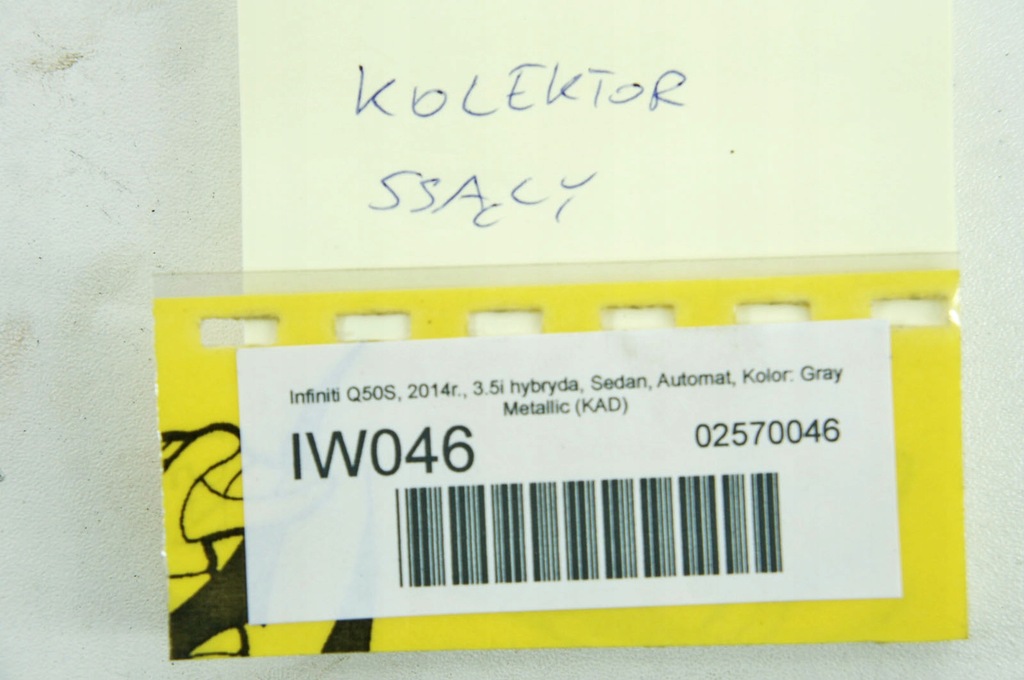 KOLEKTOR
SSĄCY
Infiniti Q50S, 2014r., 3.5i hybryda, Sedan, Automat, Kolor: Gray
Metallic (KAD)
IW046 02570046